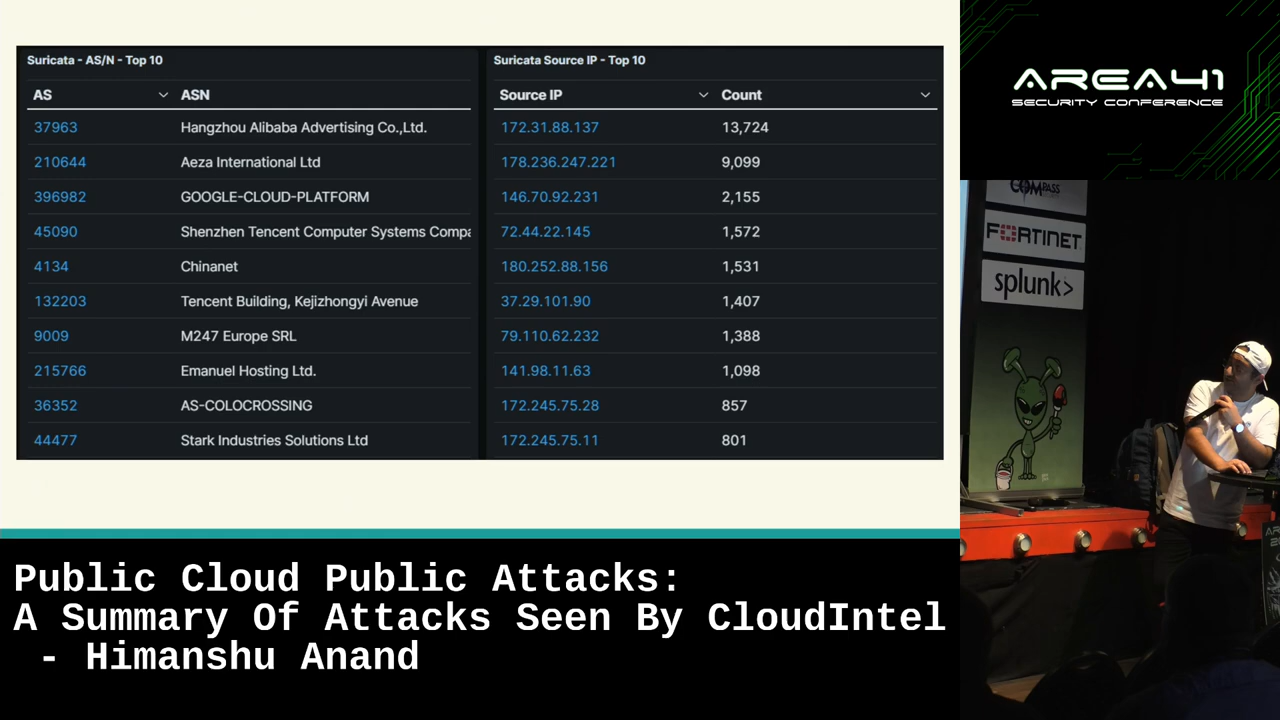 Suricata - AS/N - Top 10
AS ASN
37963 Hangzhou Alibaba Advertising Co.,Ltd.
210644 Aeza International Ltd
396982 GOOGLE-CLOUD-PLATFORM
45090 Shenzhen Tencent Computer Systems Compa
4134 Chinanet
132203 Tencent Building, Kejizhongyi Avenue
9009 M247 Europe SRL
215766 Emanuel Hosting Ltd.
36352 AS-COLOCROSSING
44477 Stark Industries Solutions Ltd
Suricata Source IP - Top 10
Source IP Count
172.31.88.137 13,724
178.236.247.221 9,099
146.70.92.231 2,155
72.44.22.145 1,572
180.252.88.156 1,531
37.29.101.90 1,407
79.110.62.232 1,388
141.98.11.63 1,098
172.245.75.28 857
172.245.75.11 801
AREA41
SECURITY CONFERENCE
COMPASS
FORTINET
splunk>
Public Cloud Public Attacks:
A Summary Of Attacks Seen By CloudIntel
- Himanshu Anand